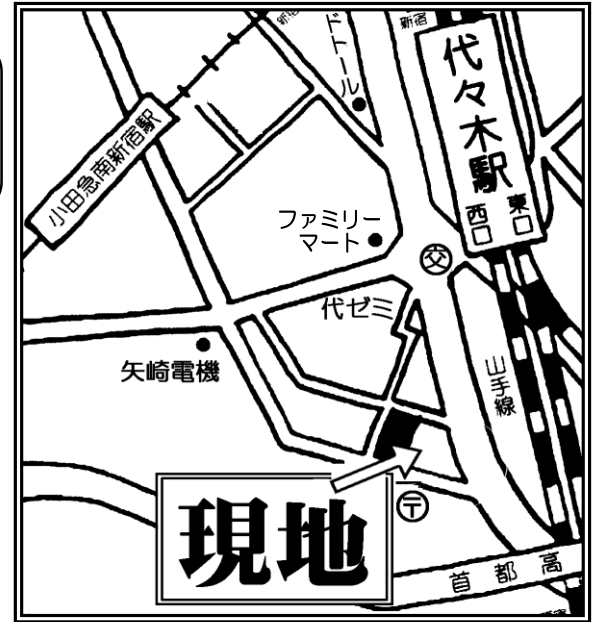 新宿
ドトール
代々木駅
西口
東口
小田急南新宿駅
ファミリー
マート
交
代ゼミ
山手線
矢崎電機
現地
〒
首都高